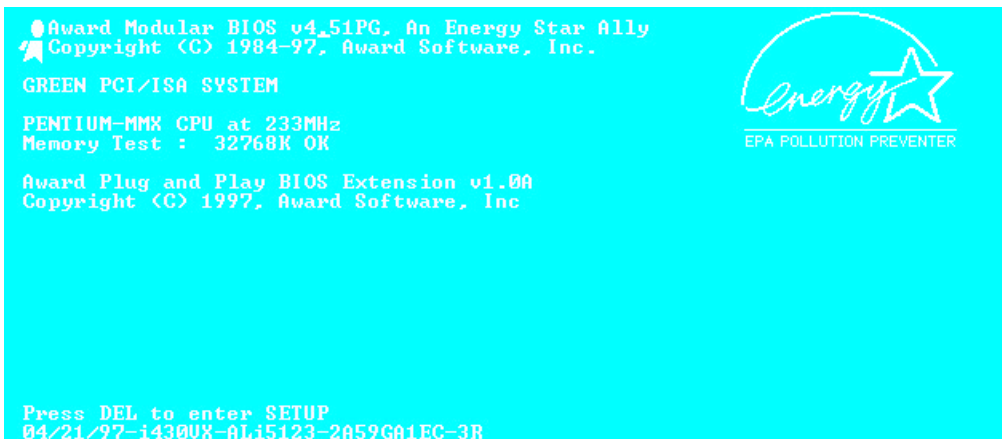 Award Modular BIOS v4.51PG, An Energy Star Ally
Copyright (C) 1984-97, Award Software, Inc.
energy
EPA POLLUTION PREVENTER
GREEN PCI/ISA SYSTEM
PENTIUM-MMX CPU at 233MHz
Memory Test :  32768K OK
Award Plug and Play BIOS Extension v1.0A
Copyright (C) 1997, Award Software, Inc
Press DEL to enter SETUP
04/21/97-i430VX-ALi5123-2A59GA1EC-3R